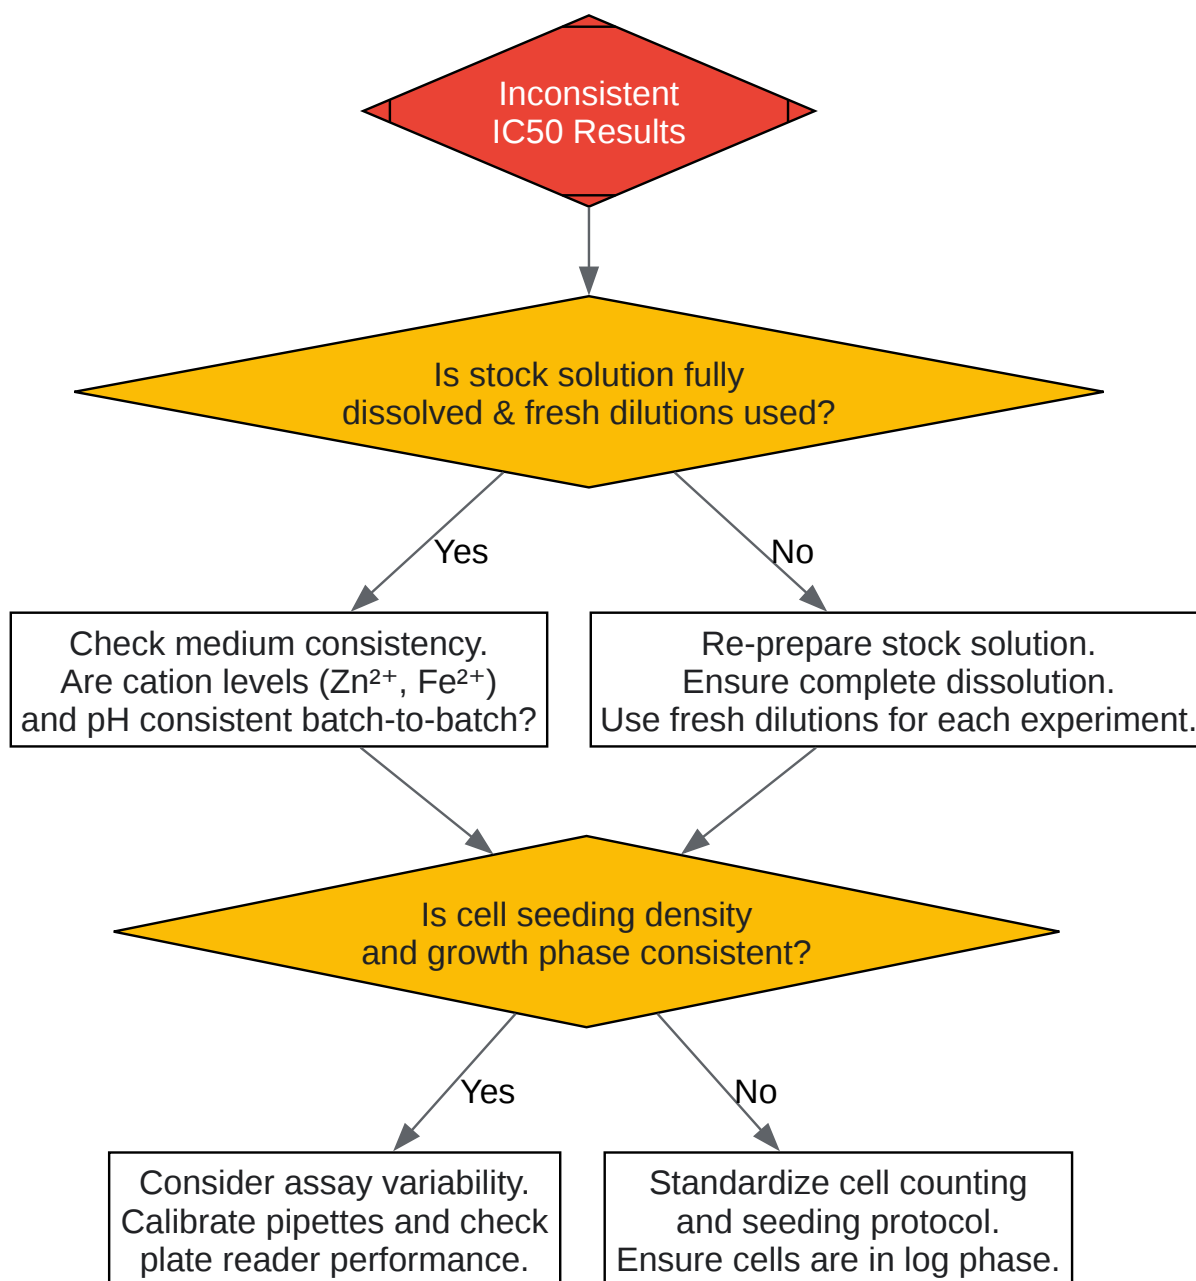 Inconsistent
IC50 Results
Is stock solution fully
dissolved & fresh dilutions used?
Yes
No
Check medium consistency.
Are cation levels (Zn²⁺, Fe²⁺)
and pH consistent batch-to-batch?
Re-prepare stock solution.
Ensure complete dissolution.
Use fresh dilutions for each experiment.
Is cell seeding density
and growth phase consistent?
Yes
No
Consider assay variability.
Calibrate pipettes and check
plate reader performance.
Standardize cell counting
and seeding protocol.
Ensure cells are in log phase.